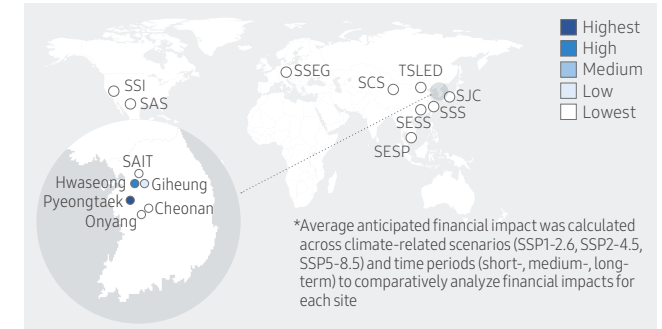 Highest
High
Medium
Low
Lowest
SSI
SAS
SSEG
SCS
TSLED
SJC
SSS
SESS
SESP
SAIT
Hwaseong
Giheung
Pyeongtaek
Cheonan
Onyang
*Average anticipated financial impact was calculated
across climate-related scenarios (SSP1-2.6, SSP2-4.5,
SSP5-8.5) and time periods (short-, medium-, long-
term) to comparatively analyze financial impacts for
each site